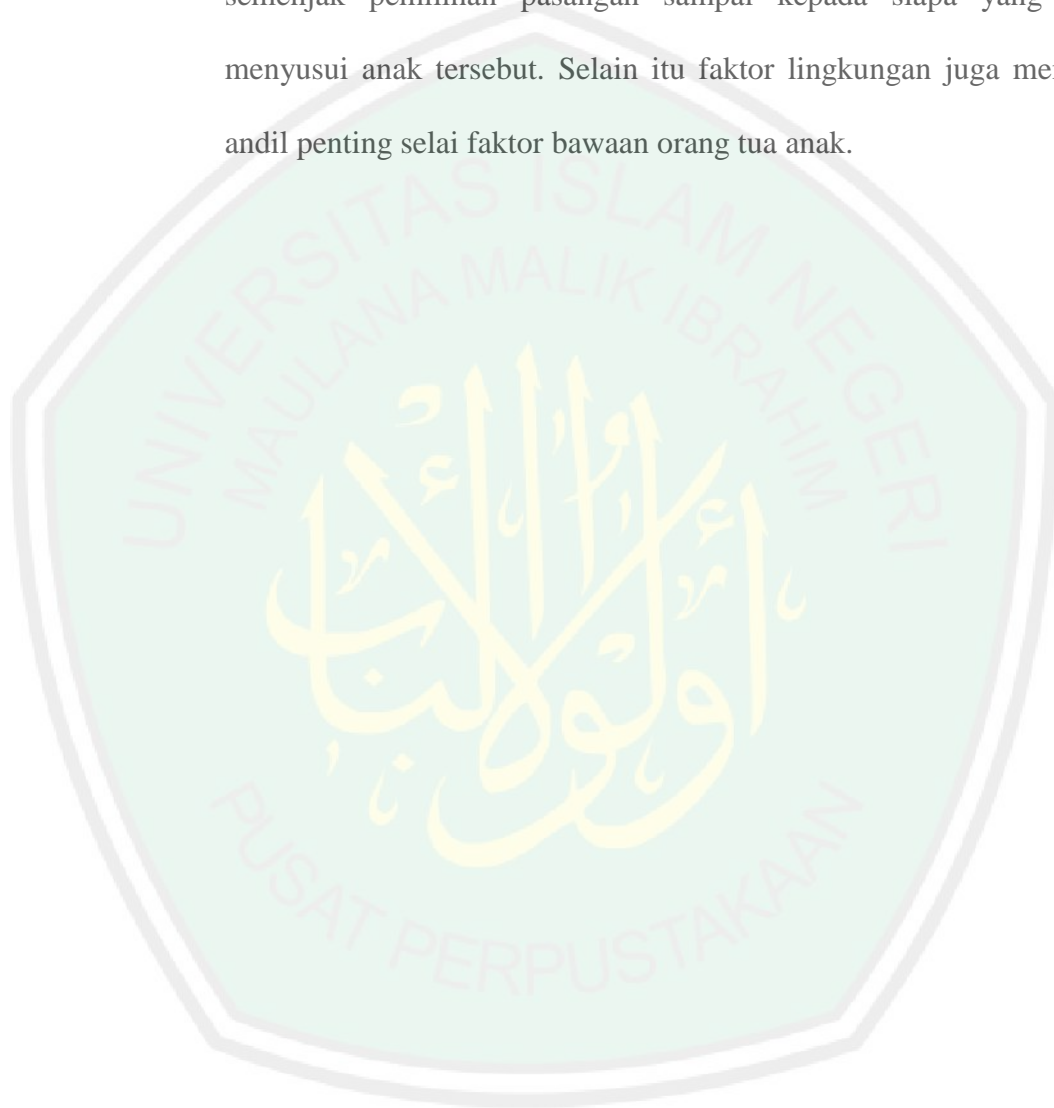 semenjak pemilihan pasangan sampai kepada siapa yang
menyusui anak tersebut. Selain itu faktor lingkungan juga
andil penting selai faktor bawaan orang tua anak.
UNIVERSITAS ISLAM NEGERI
MAULANA MALIK IBRAHIM
أولوا الألباب
PUSAT PERPUSTAKAAN